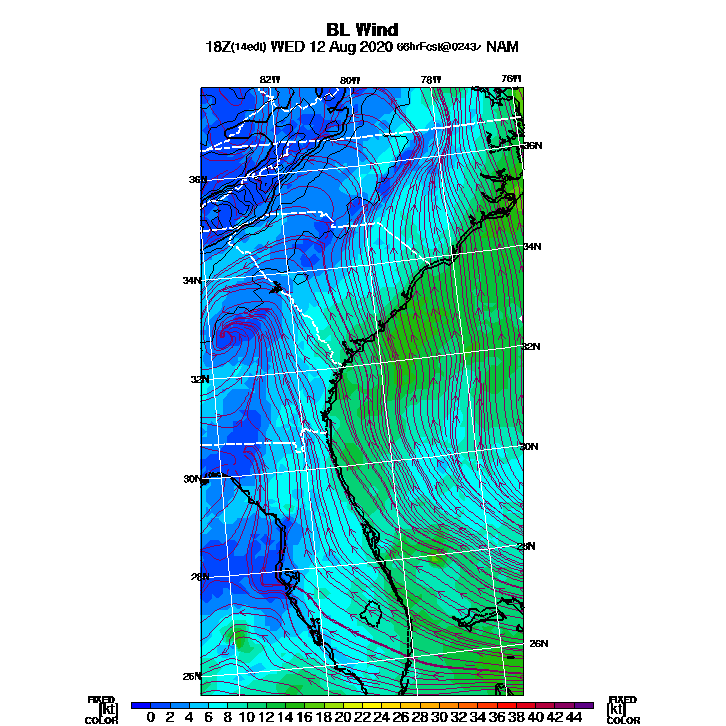 BL Wind
18Z(14edt) WED 12 Aug 2020 66hrFcst@0243z NAM
82W 80W 78W 76W
36N 36N
34N 34N
32N 32N
30N 30N
28N 28N
26N 26N
FIXED FIXED
[kt] 0 2 4 6 8 10 12 14 16 18 20 22 24 26 28 30 32 34 36 38 40 42 44 [kt]
COLOR COLOR